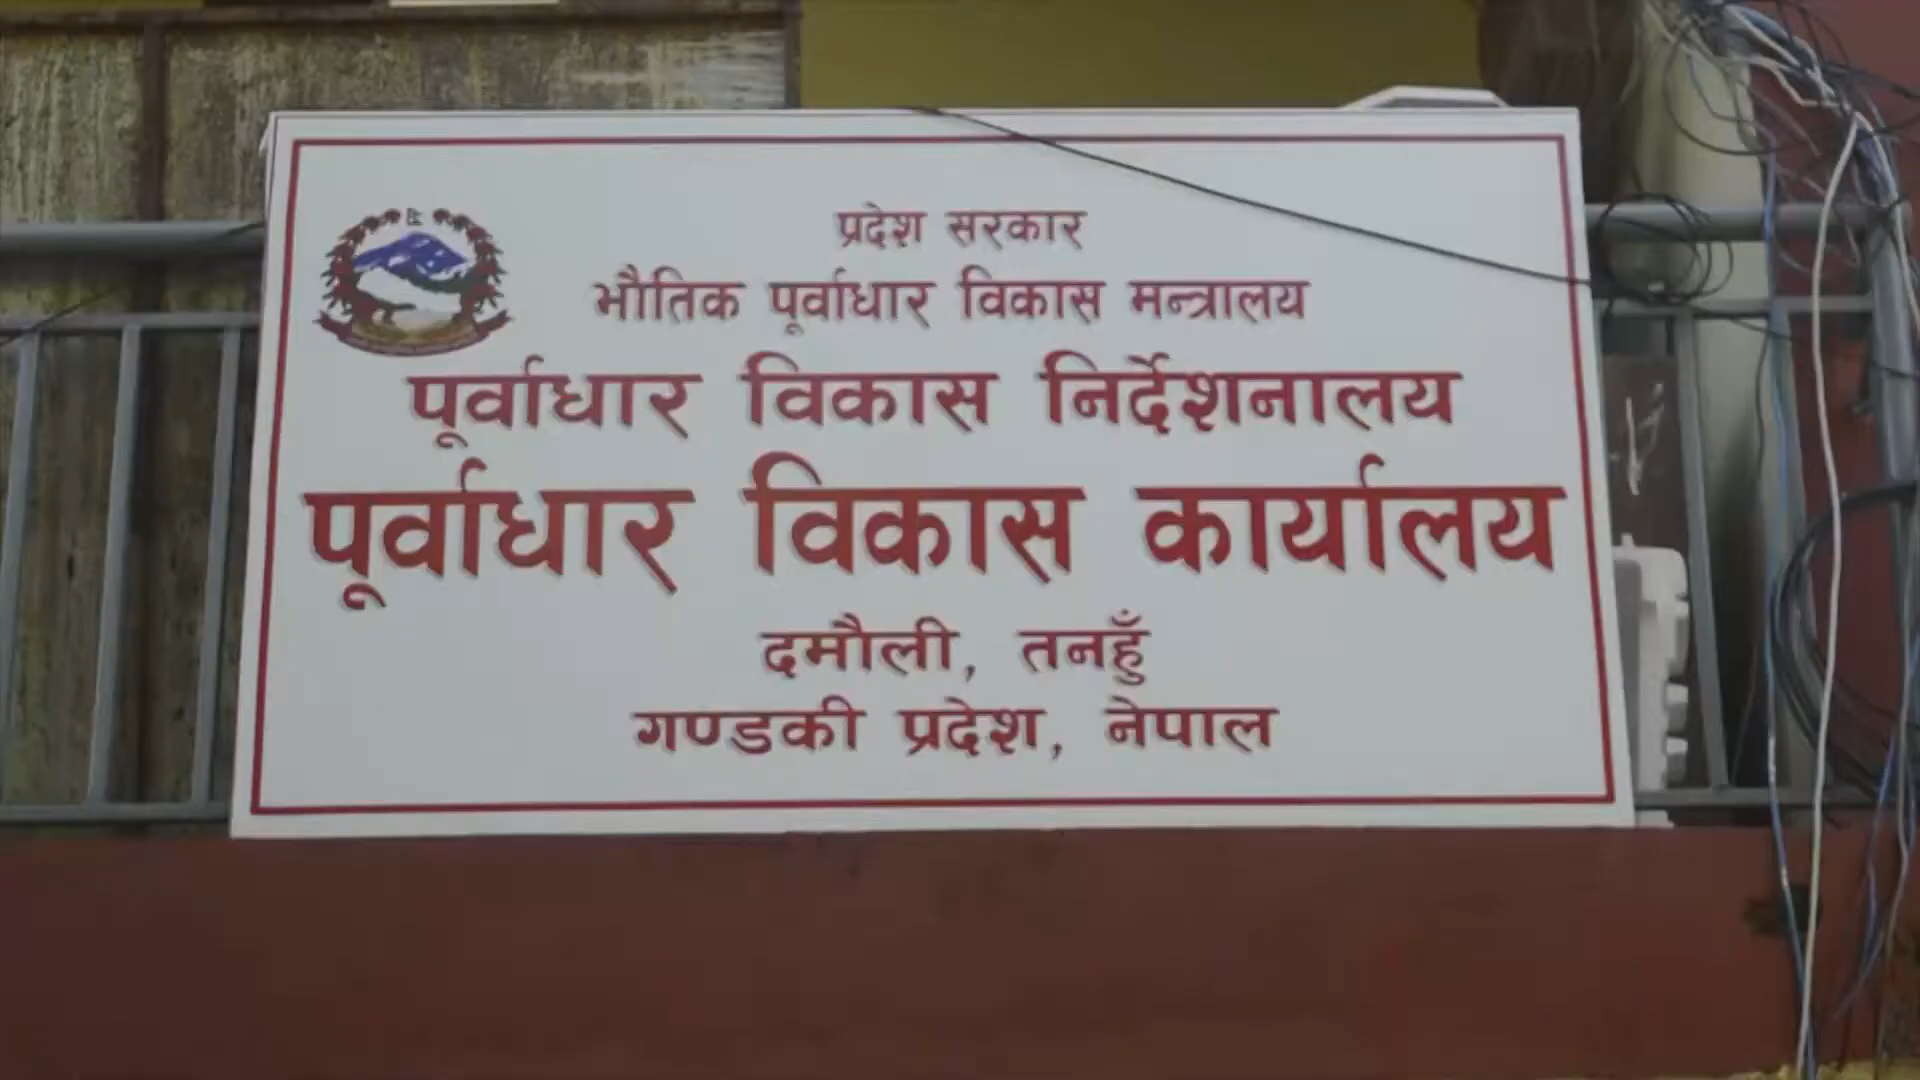 प्रदेश सरकार
भौतिक पूर्वाधार विकास मन्त्रालय
पूर्वाधार विकास निर्देशनालय
पूर्वाधार विकास कार्यालय
दमौली, तनहुँ
गण्डकी प्रदेश, नेपाल